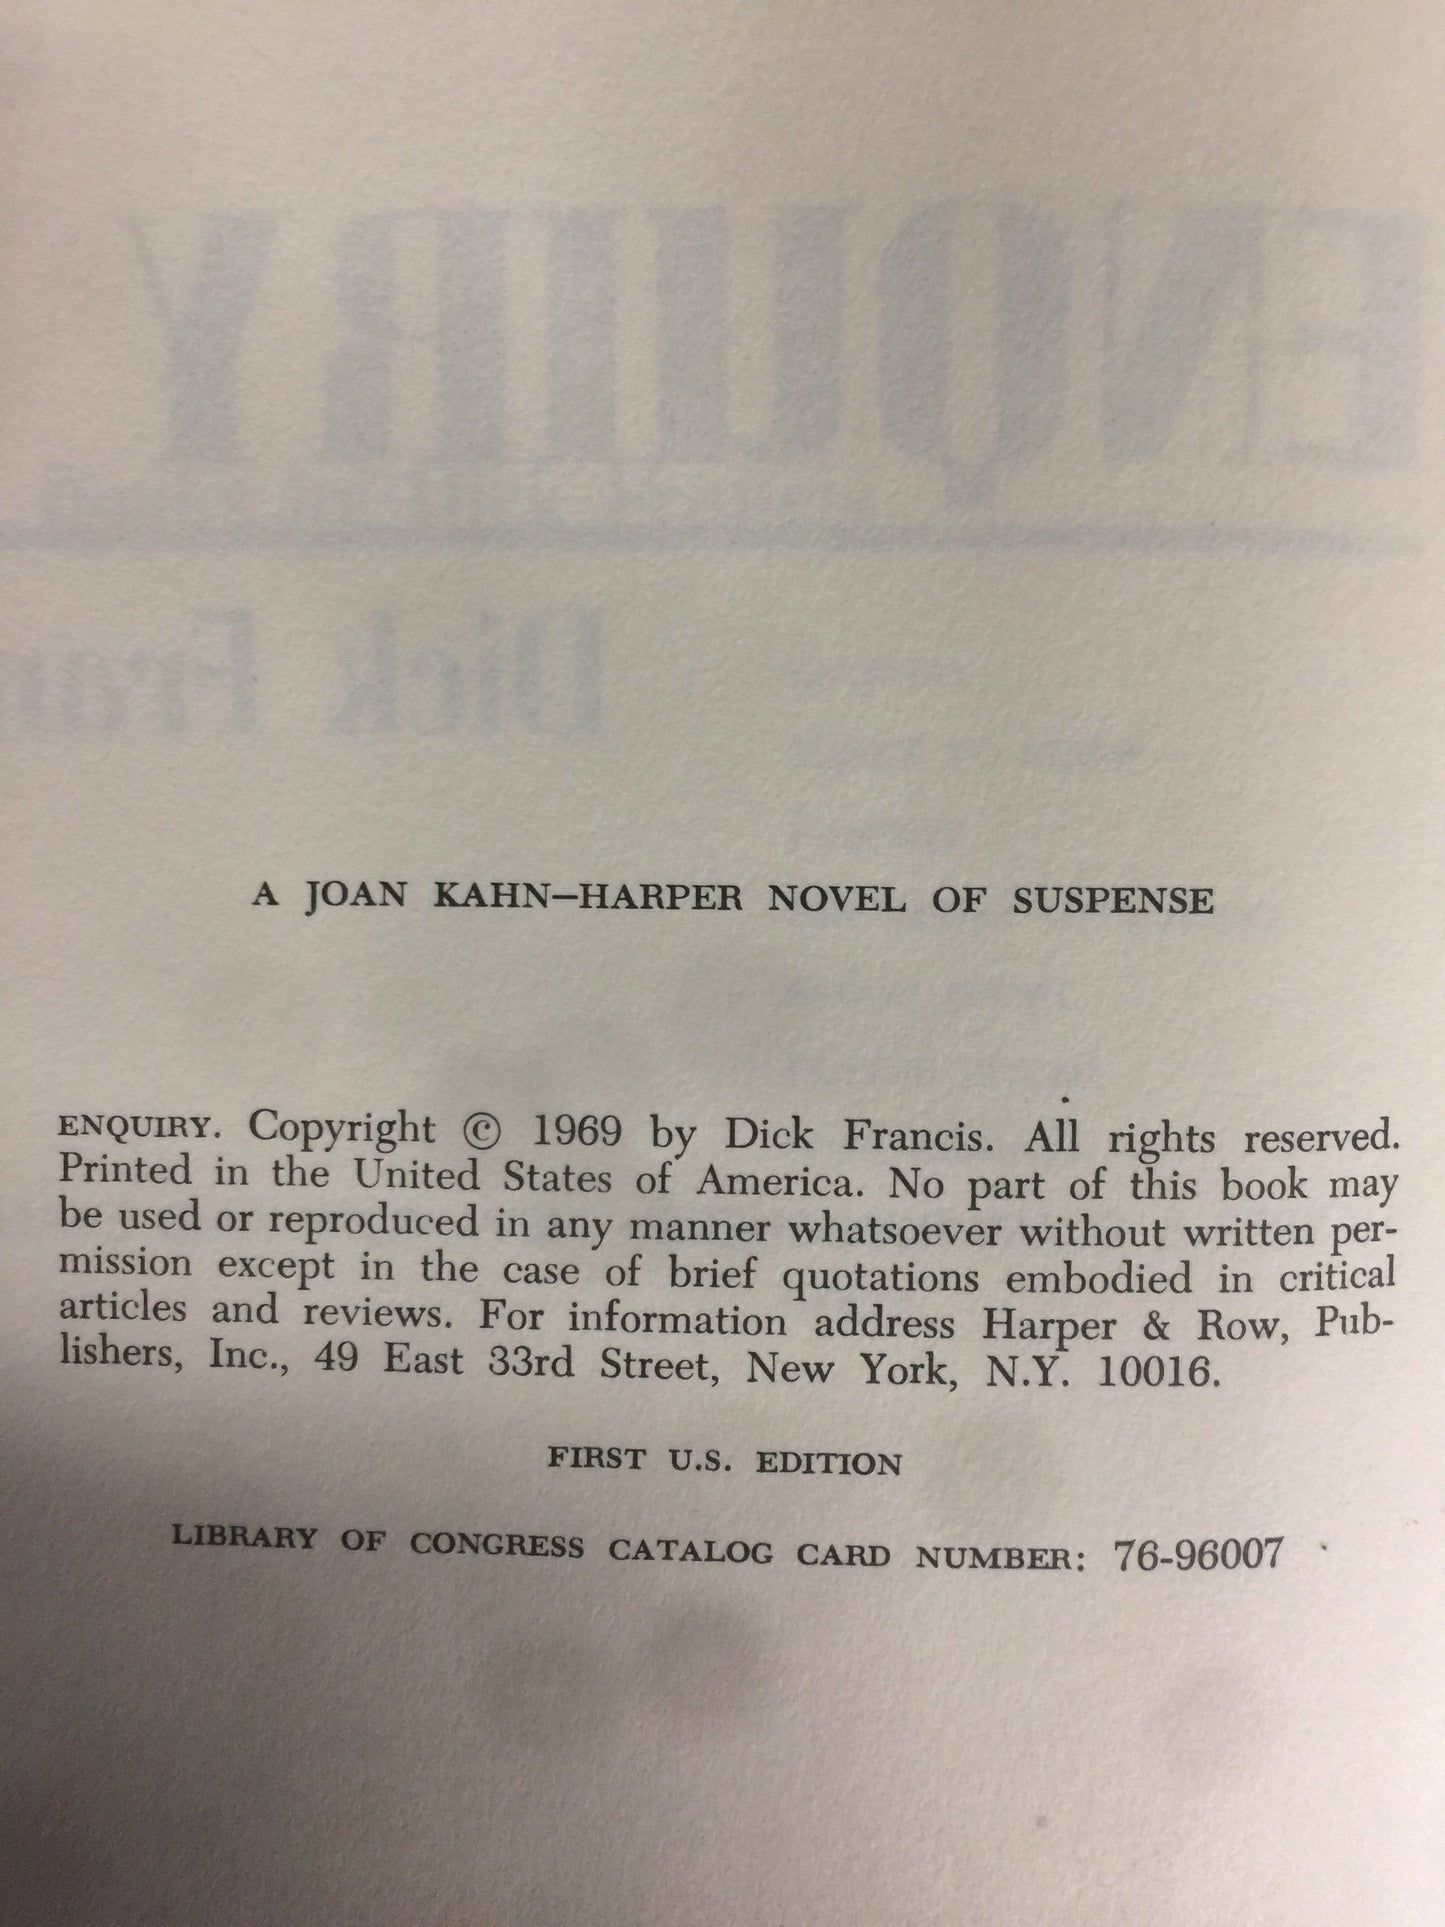 ENQUIRY
Dick Fran
A JOAN KAHN—HARPER NOVEL OF SUSPENSE
ENQUIRY. Copyright © 1969 by Dick Francis. All rights reserved.
Printed in the United States of America. No part of this book may
be used or reproduced in any manner whatsoever without written per-
mission except in the case of brief quotations embodied in critical
articles and reviews. For information address Harper & Row, Pub-
lishers, Inc., 49 East 33rd Street, New York, N.Y. 10016.
FIRST U.S. EDITION
LIBRARY OF CONGRESS CATALOG CARD NUMBER: 76-96007